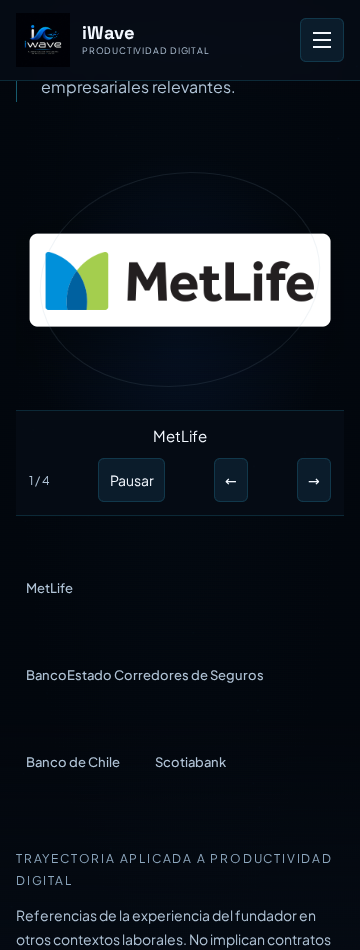 iWave
iWave
PRODUCTIVIDAD DIGITAL
empresariales relevantes.
MetLife
MetLife
1 / 4
Pausar
←
→
MetLife
BancoEstado Corredores de Seguros
Banco de Chile
Scotiabank
TRAYECTORIA APLICADA A PRODUCTIVIDAD
DIGITAL
Referencias de la experiencia del fundador en
otros contextos laborales. No implican contratos